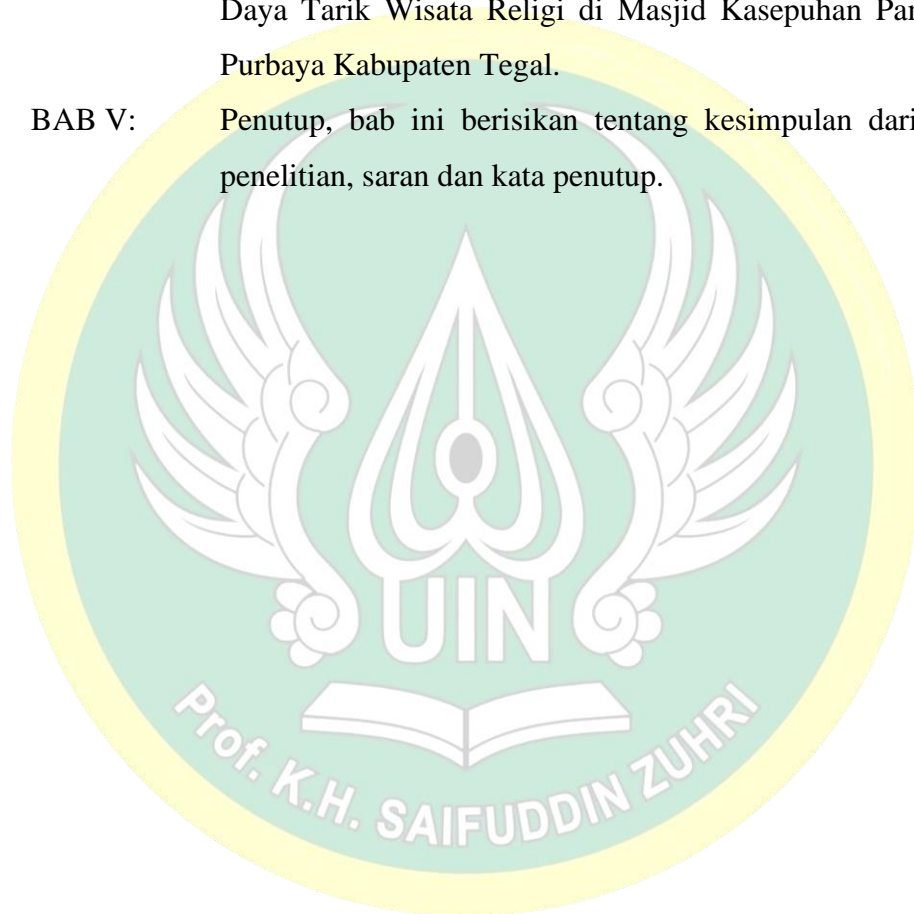 Daya Tarik Wisata Religi di Masjid Kasepuhan
Purbaya Kabupaten Tegal.
BAB V: Penutup, bab ini berisikan tentang kesimpulan dari
penelitian, saran dan kata penutup.
UIN
Prof. K.H. SAIFUDDIN ZUHRI